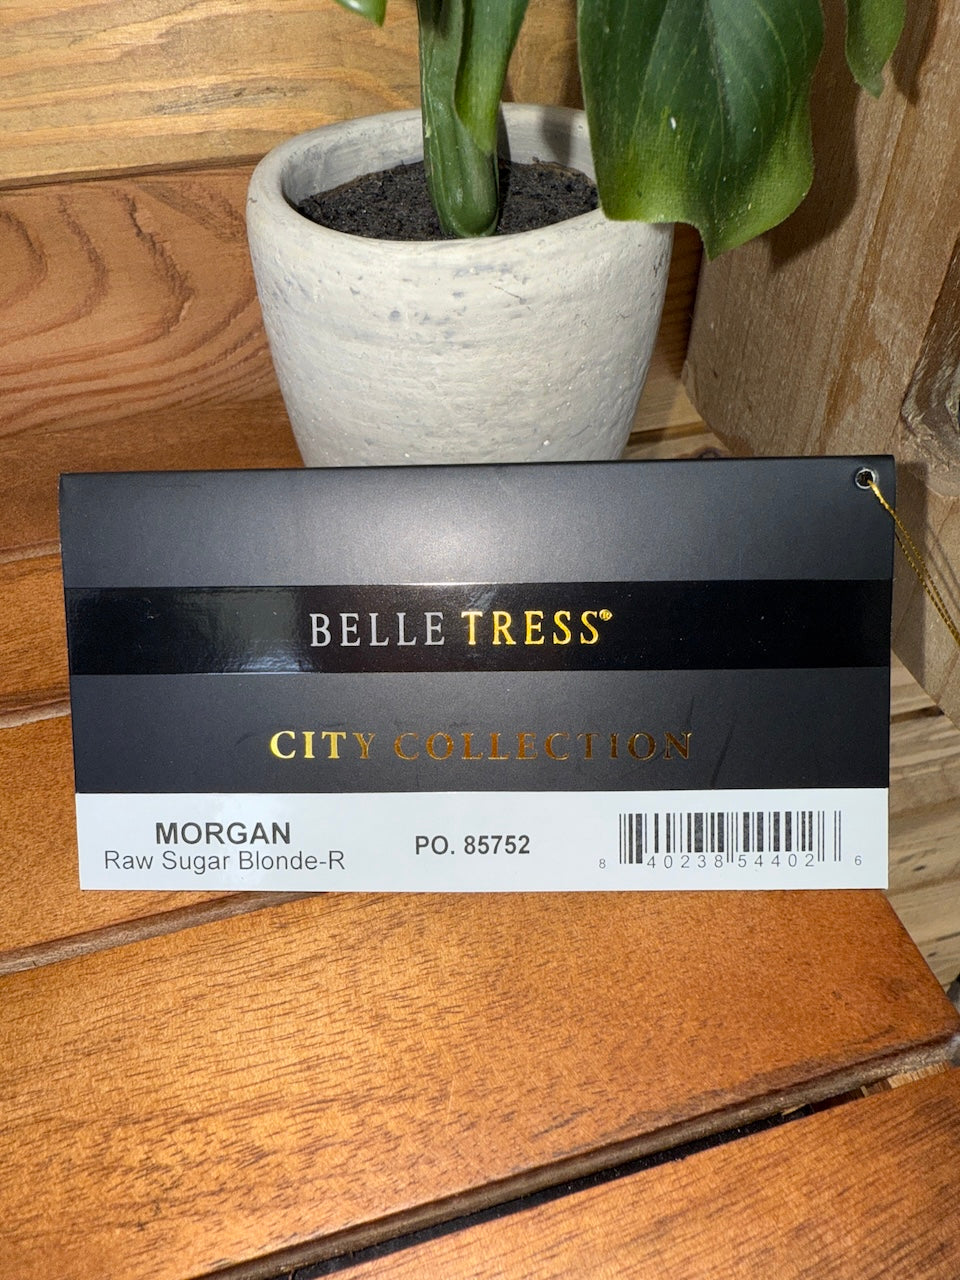 BELLE TRESS®
CITY COLLECTION
MORGAN
Raw Sugar Blonde-R
PO. 85752
8 40238 54402 6